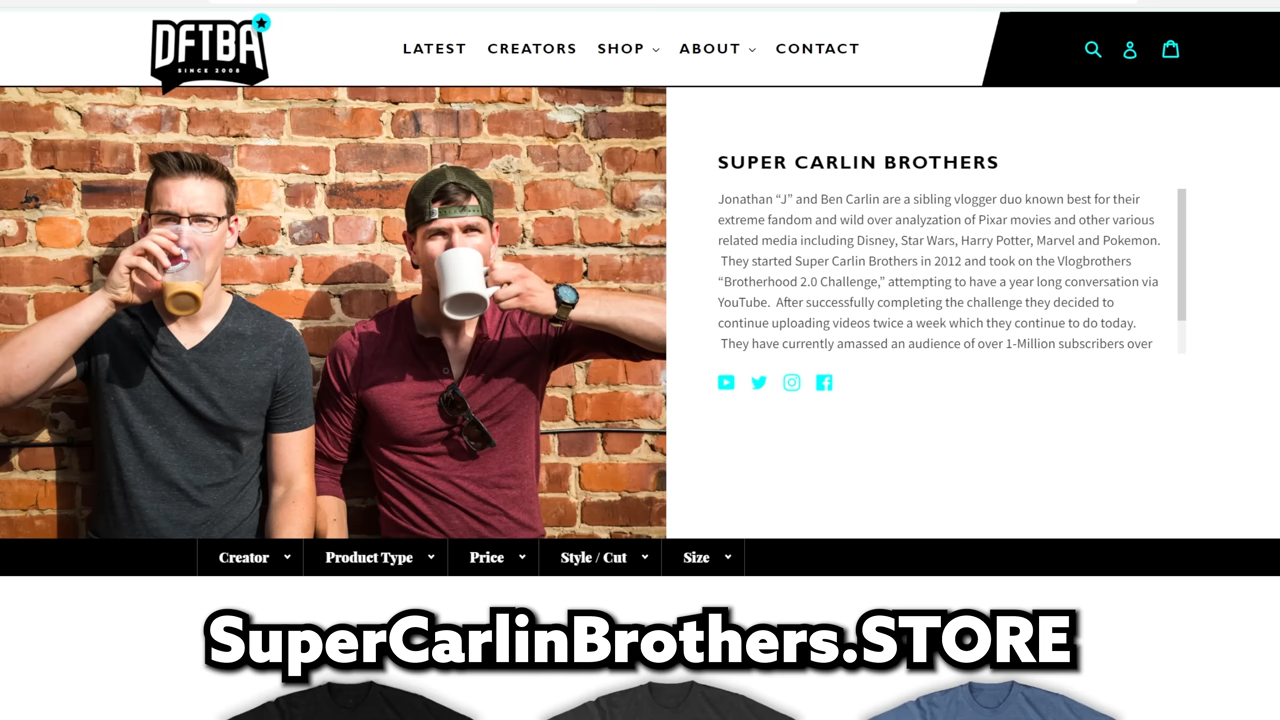 DFTBA
SINCE 2008
LATEST CREATORS SHOP ABOUT CONTACT
SUPER CARLIN BROTHERS
Jonathan “J” and Ben Carlin are a sibling vlogger duo known best for their
extreme fandom and wild over analyzation of Pixar movies and other various
related media including Disney, Star Wars, Harry Potter, Marvel and Pokemon.
They started Super Carlin Brothers in 2012 and took on the Vlogbrothers
“Brotherhood 2.0 Challenge,” attempting to have a year long conversation via
YouTube. After successfully completing the challenge they decided to
continue uploading videos twice a week which they continue to do today.
They have currently amassed an audience of over 1-Million subscribers over
Creator Product Type Price Style / Cut Size
SuperCarlinBrothers.STORE